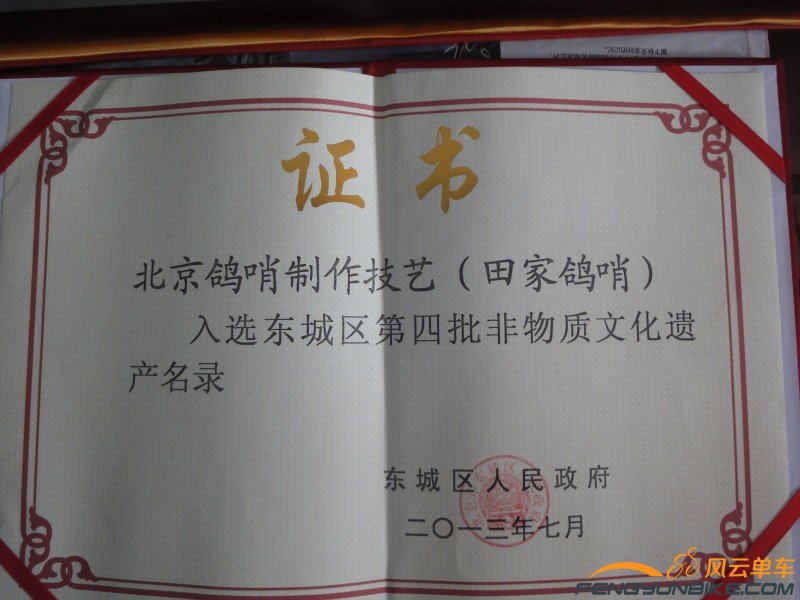 证书
北京鸽哨制作技艺（田家鸽哨）
入选东城区第四批非物质文化遗
产名录
东城区人民政府
二〇一三年七月
风云单车
FENGYUNBIKE.COM